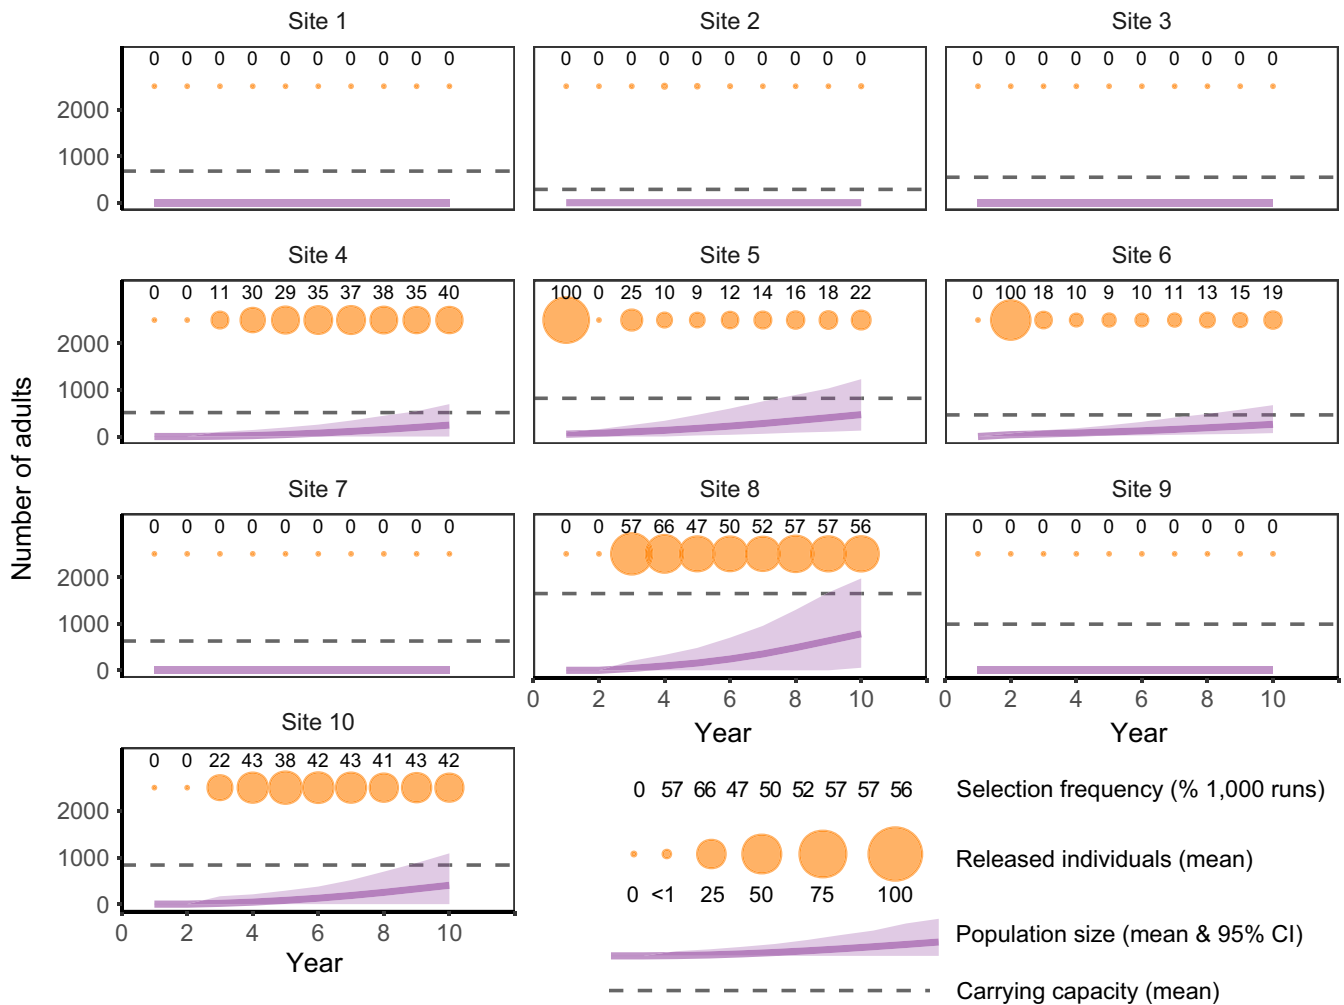 Site 1
Site 2
Site 3
0 0 0 0 0 0 0 0 0 0
0 0 0 0 0 0 0 0 0 0
0 0 0 0 0 0 0 0 0 0
2000
1000
0
Site 4
Site 5
Site 6
0 0 11 30 29 35 37 38 35 40
100 0 25 10 9 12 14 16 18 22
0 100 18 10 9 10 11 13 15 19
2000
1000
0
Number of adults
Site 7
Site 8
Site 9
0 0 0 0 0 0 0 0 0 0
0 0 57 66 47 50 52 57 57 56
0 0 0 0 0 0 0 0 0 0
2000
1000
0
0 2 4 6 8 10
Year
0 2 4 6 8 10
Year
Site 10
0 0 22 43 38 42 43 41 43 42
2000
1000
0
0 2 4 6 8 10
Year
0 57 66 47 50 52 57 57 56
Selection frequency (% 1,000 runs)
Released individuals (mean)
0 <1 25 50 75 100
Population size (mean & 95% CI)
Carrying capacity (mean)